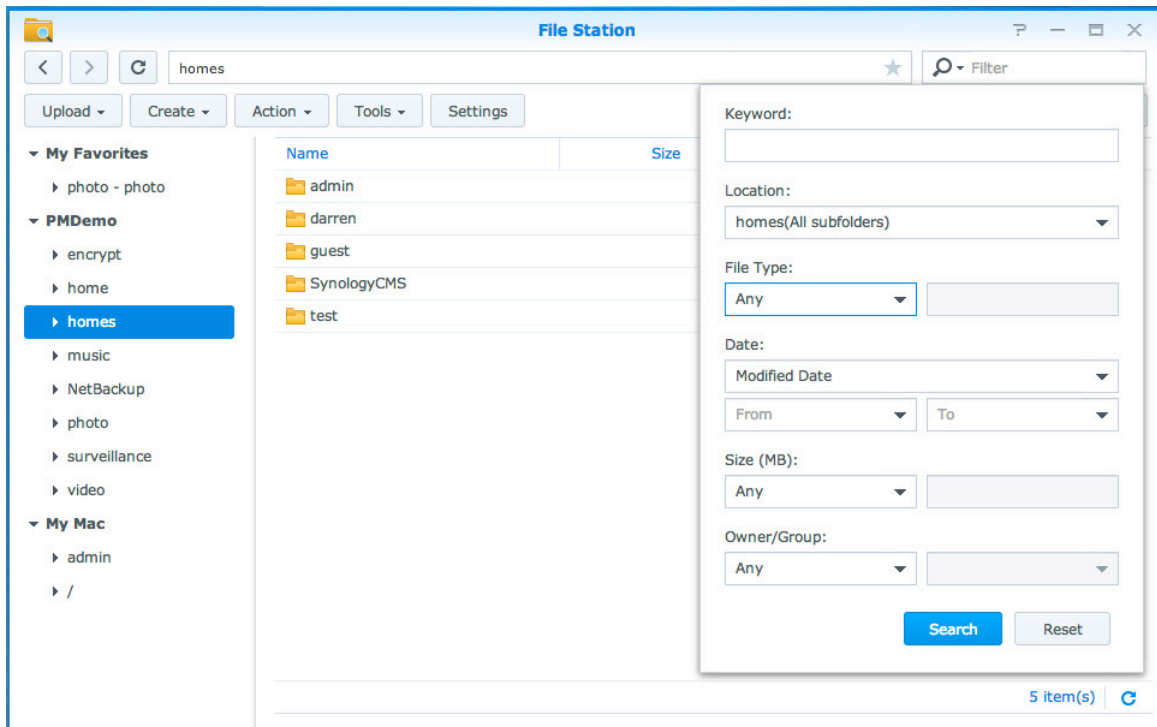 File Station
homes
Filter
Upload
Create
Action
Tools
Settings
My Favorites
photo - photo
PMDemo
encrypt
home
homes
music
NetBackup
photo
surveillance
video
My Mac
admin
/
Name Size
admin
darren
guest
SynologyCMS
test
Keyword:
Location:
homes(All subfolders)
File Type:
Any
Date:
Modified Date
From To
Size (MB):
Any
Owner/Group:
Any
Search Reset
5 item(s)